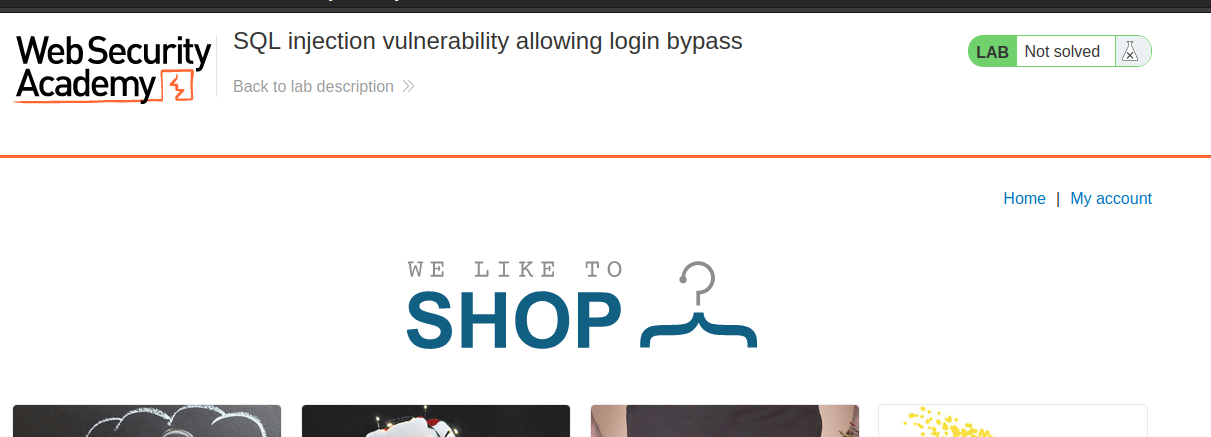 Web Security
Academy
SQL injection vulnerability allowing login bypass
Back to lab description
LAB Not solved
Home | My account
WE LIKE TO
SHOP